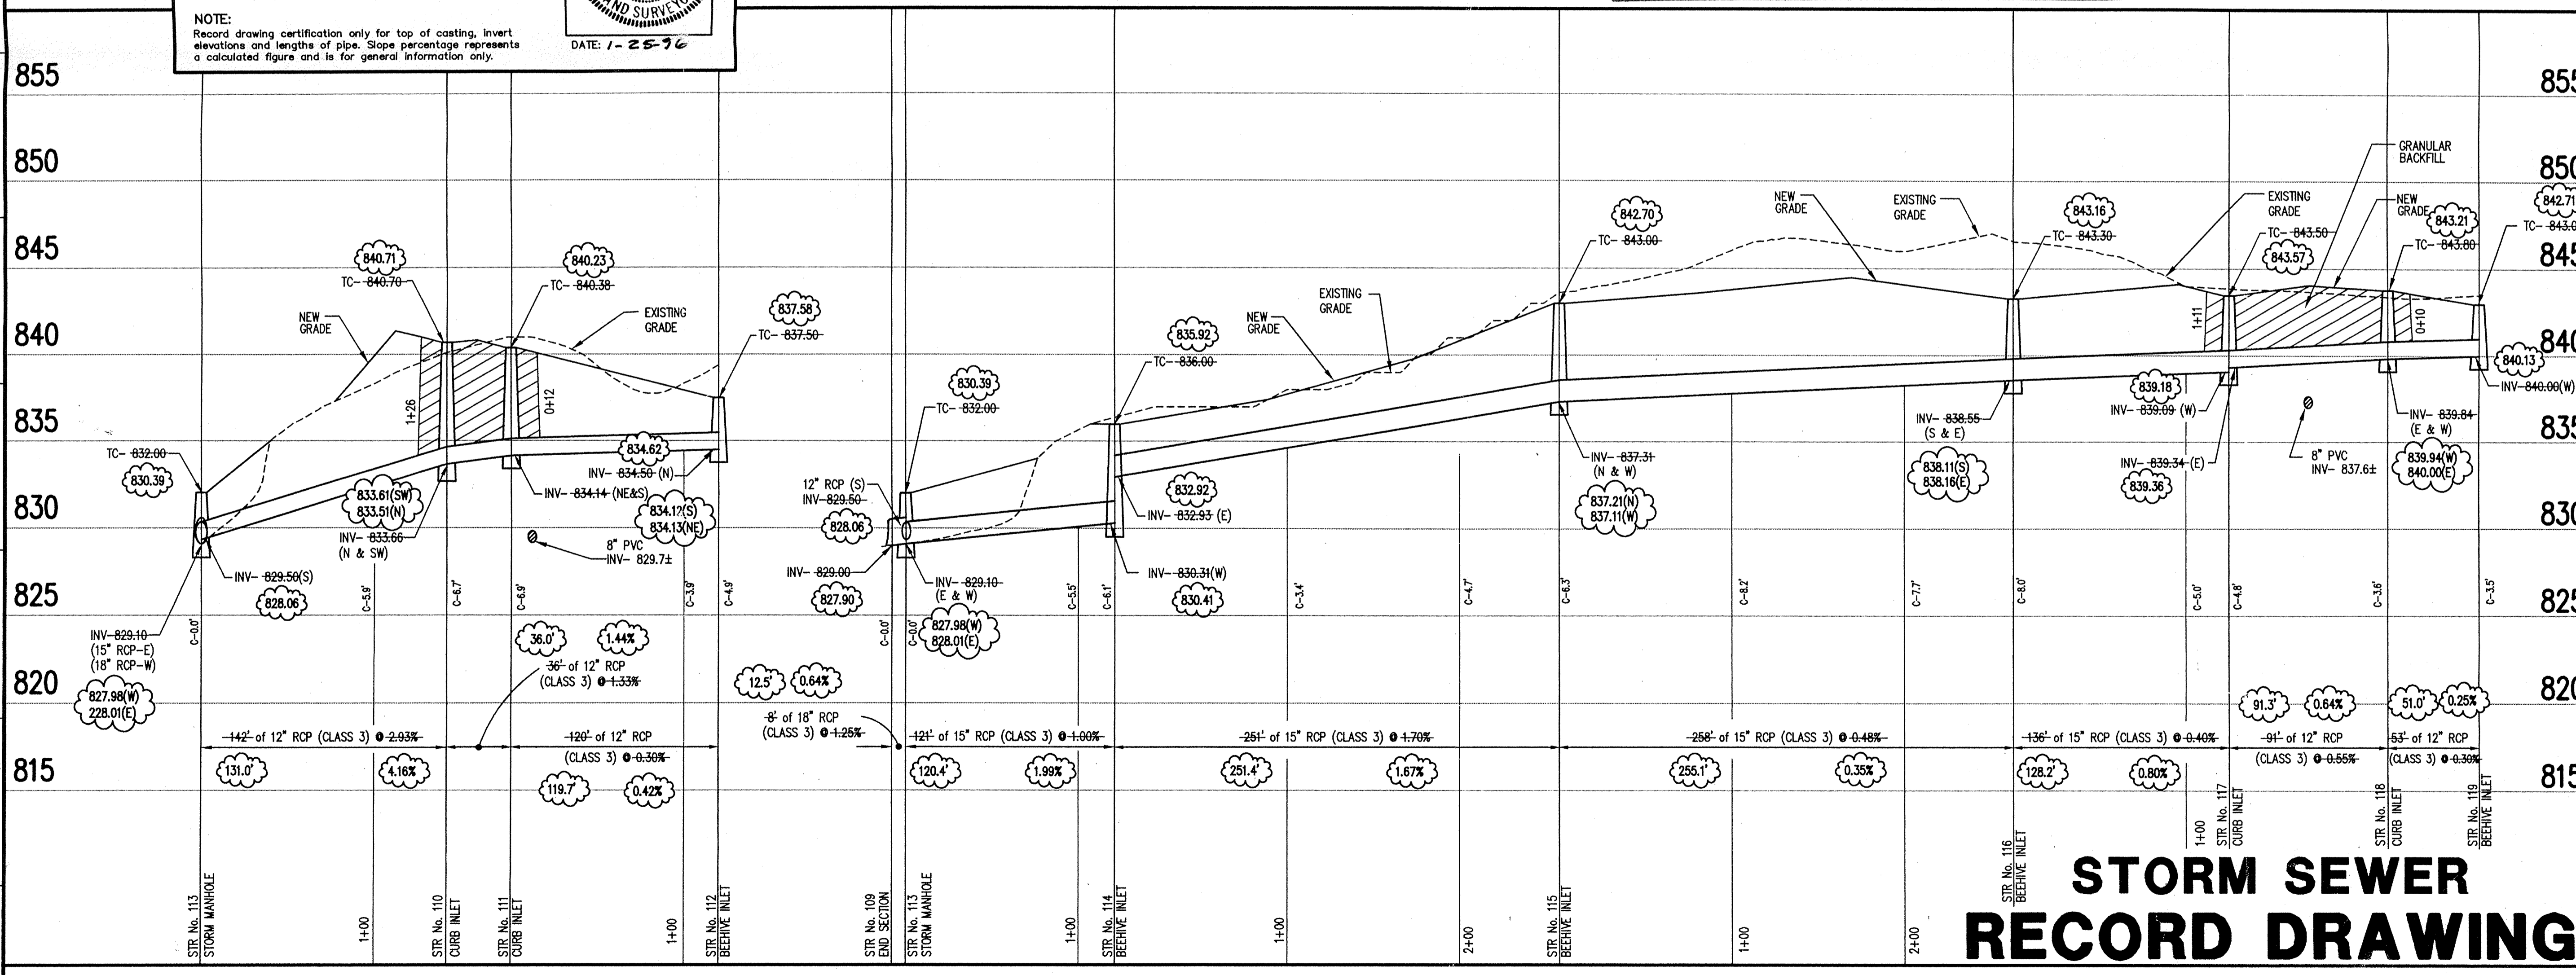 NOTE:
Record drawing certification only for top of casting, invert
elevations and lengths of pipe. Slope percentage represents
a calculated figure and is for general information only.
AND SURVEYO
DATE: 1-25-96
855
855
850
850
845
845
840
840
835
835
830
830
825
825
820
820
815
815
840.71
TC- 840.70
840.23
TC- 840.38
NEW
GRADE
EXISTING
GRADE
837.58
TC- 837.50
1+26
0+12
TC- 832.00
830.39
833.61(SW)
833.51(N)
INV- 833.66
(N & SW)
834.62
INV- 834.50 (N)
INV- 834.14 (NE&S)
834.12(S)
834.13(NE)
8" PVC
INV- 829.7±
INV- 829.50(S)
828.06
INV-829.10
(15" RCP-E)
(18" RCP-W)
827.98(W)
228.01(E)
C-0.0'
C-5.9'
C-6.7'
C-6.9'
C-3.9'
C-4.9'
36.0'
1.44%
36' of 12" RCP
(CLASS 3) @ 1.33%
142' of 12" RCP (CLASS 3) @ 2.93%
131.0'
4.16%
120' of 12" RCP
(CLASS 3) @ 0.30%
119.7'
0.42%
STR No. 113
STORM MANHOLE
1+00
STR No. 110
CURB INLET
STR No. 111
CURB INLET
1+00
STR No. 112
BEEHIVE INLET
830.39
TC- 832.00
12" RCP (S)
INV-829.50
828.06
INV- 829.00
827.90
INV- 829.10
(E & W)
827.98(W)
828.01(E)
835.92
TC- 836.00
832.92
INV- 832.93 (E)
INV- 830.31(W)
830.41
NEW
GRADE
EXISTING
GRADE
C-0.0'
C-0.0'
C-5.5'
C-6.1'
C-3.4'
C-4.7'
C-6.3'
C-8.2'
C-7.7'
C-8.0'
C-5.0'
C-4.8'
C-3.6'
C-3.5'
12.5'
0.64%
8' of 18" RCP
(CLASS 3) @ 1.25%
121' of 15" RCP (CLASS 3) @ 1.00%
120.4'
1.99%
251' of 15" RCP (CLASS 3) @ 1.70%
251.4'
1.67%
258' of 15" RCP (CLASS 3) @ 0.48%
255.1'
0.35%
136' of 15" RCP (CLASS 3) @ 0.40%
128.2'
0.80%
91.3'
0.64%
91' of 12" RCP
(CLASS 3) @ 0.55%
51.0'
0.25%
53' of 12" RCP
(CLASS 3) @ 0.30%
842.70
TC- 843.00
INV- 837.31
(N & W)
837.21(N)
837.11(W)
NEW
GRADE
EXISTING
GRADE
843.16
TC- 843.30
INV- 838.55
(S & E)
838.11(S)
838.16(E)
EXISTING
GRADE
TC- 843.50
843.57
GRANULAR
BACKFILL
NEW
GRADE
843.21
TC- 843.80
842.71
TC- 843.0
1+11
0+10
839.18
INV- 839.09 (W)
INV- 839.34 (E)
839.36
8" PVC
INV- 837.6±
INV- 839.84
(E & W)
839.94(W)
840.00(E)
840.13
INV-840.00(W)
STR No. 109
END SECTION
STR No. 113
STORM MANHOLE
1+00
STR No. 114
BEEHIVE INLET
1+00
2+00
STR No. 115
BEEHIVE INLET
1+00
2+00
STR No. 116
BEEHIVE INLET
1+00
STR No. 117
CURB INLET
STR No. 118
CURB INLET
STR No. 119
BEEHIVE INLET
STORM SEWER
RECORD DRAWING